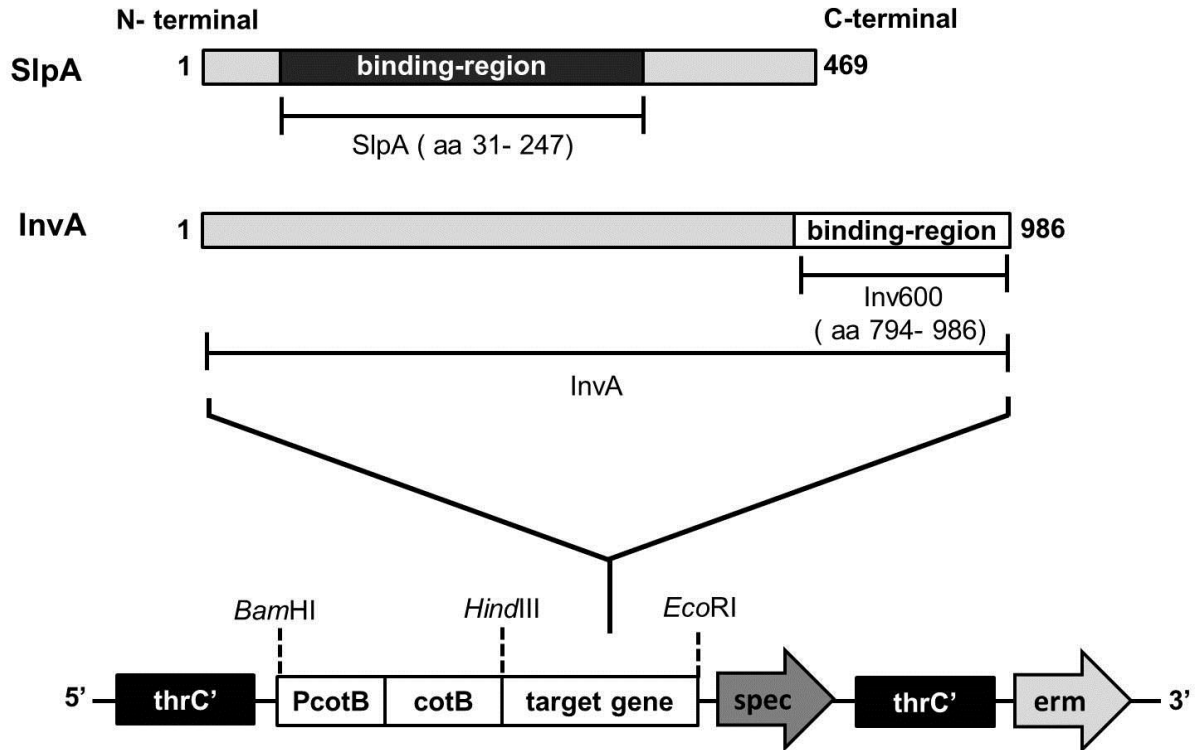 N- terminal
C-terminal
SlpA
1
binding-region
469
SlpA ( aa 31- 247)
InvA
1
binding-region
986
Inv600
( aa 794- 986)
InvA
BamHI
HindIII
EcoRI
5’
thrC’
PcotB
cotB
target gene
spec
thrC’
erm
3’